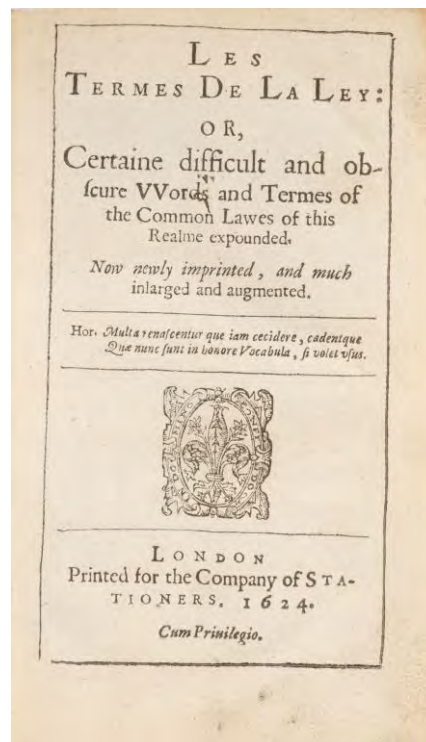 LES
TERMES DE LA LEY:
OR,
Certaine difficult and ob-
ſcure VVords and Termes of
the Common Lawes of this
Realme expounded.
Now newly imprinted, and much
inlarged and augmented.
Hor. Multa renaſcentur que iam cecidere, cadentque
Quæ nunc ſunt in honore Vocabula, ſi volet vſus.
LONDON
Printed for the Company of STA-
TIONERS. 1624.
Cum Priuilegio.